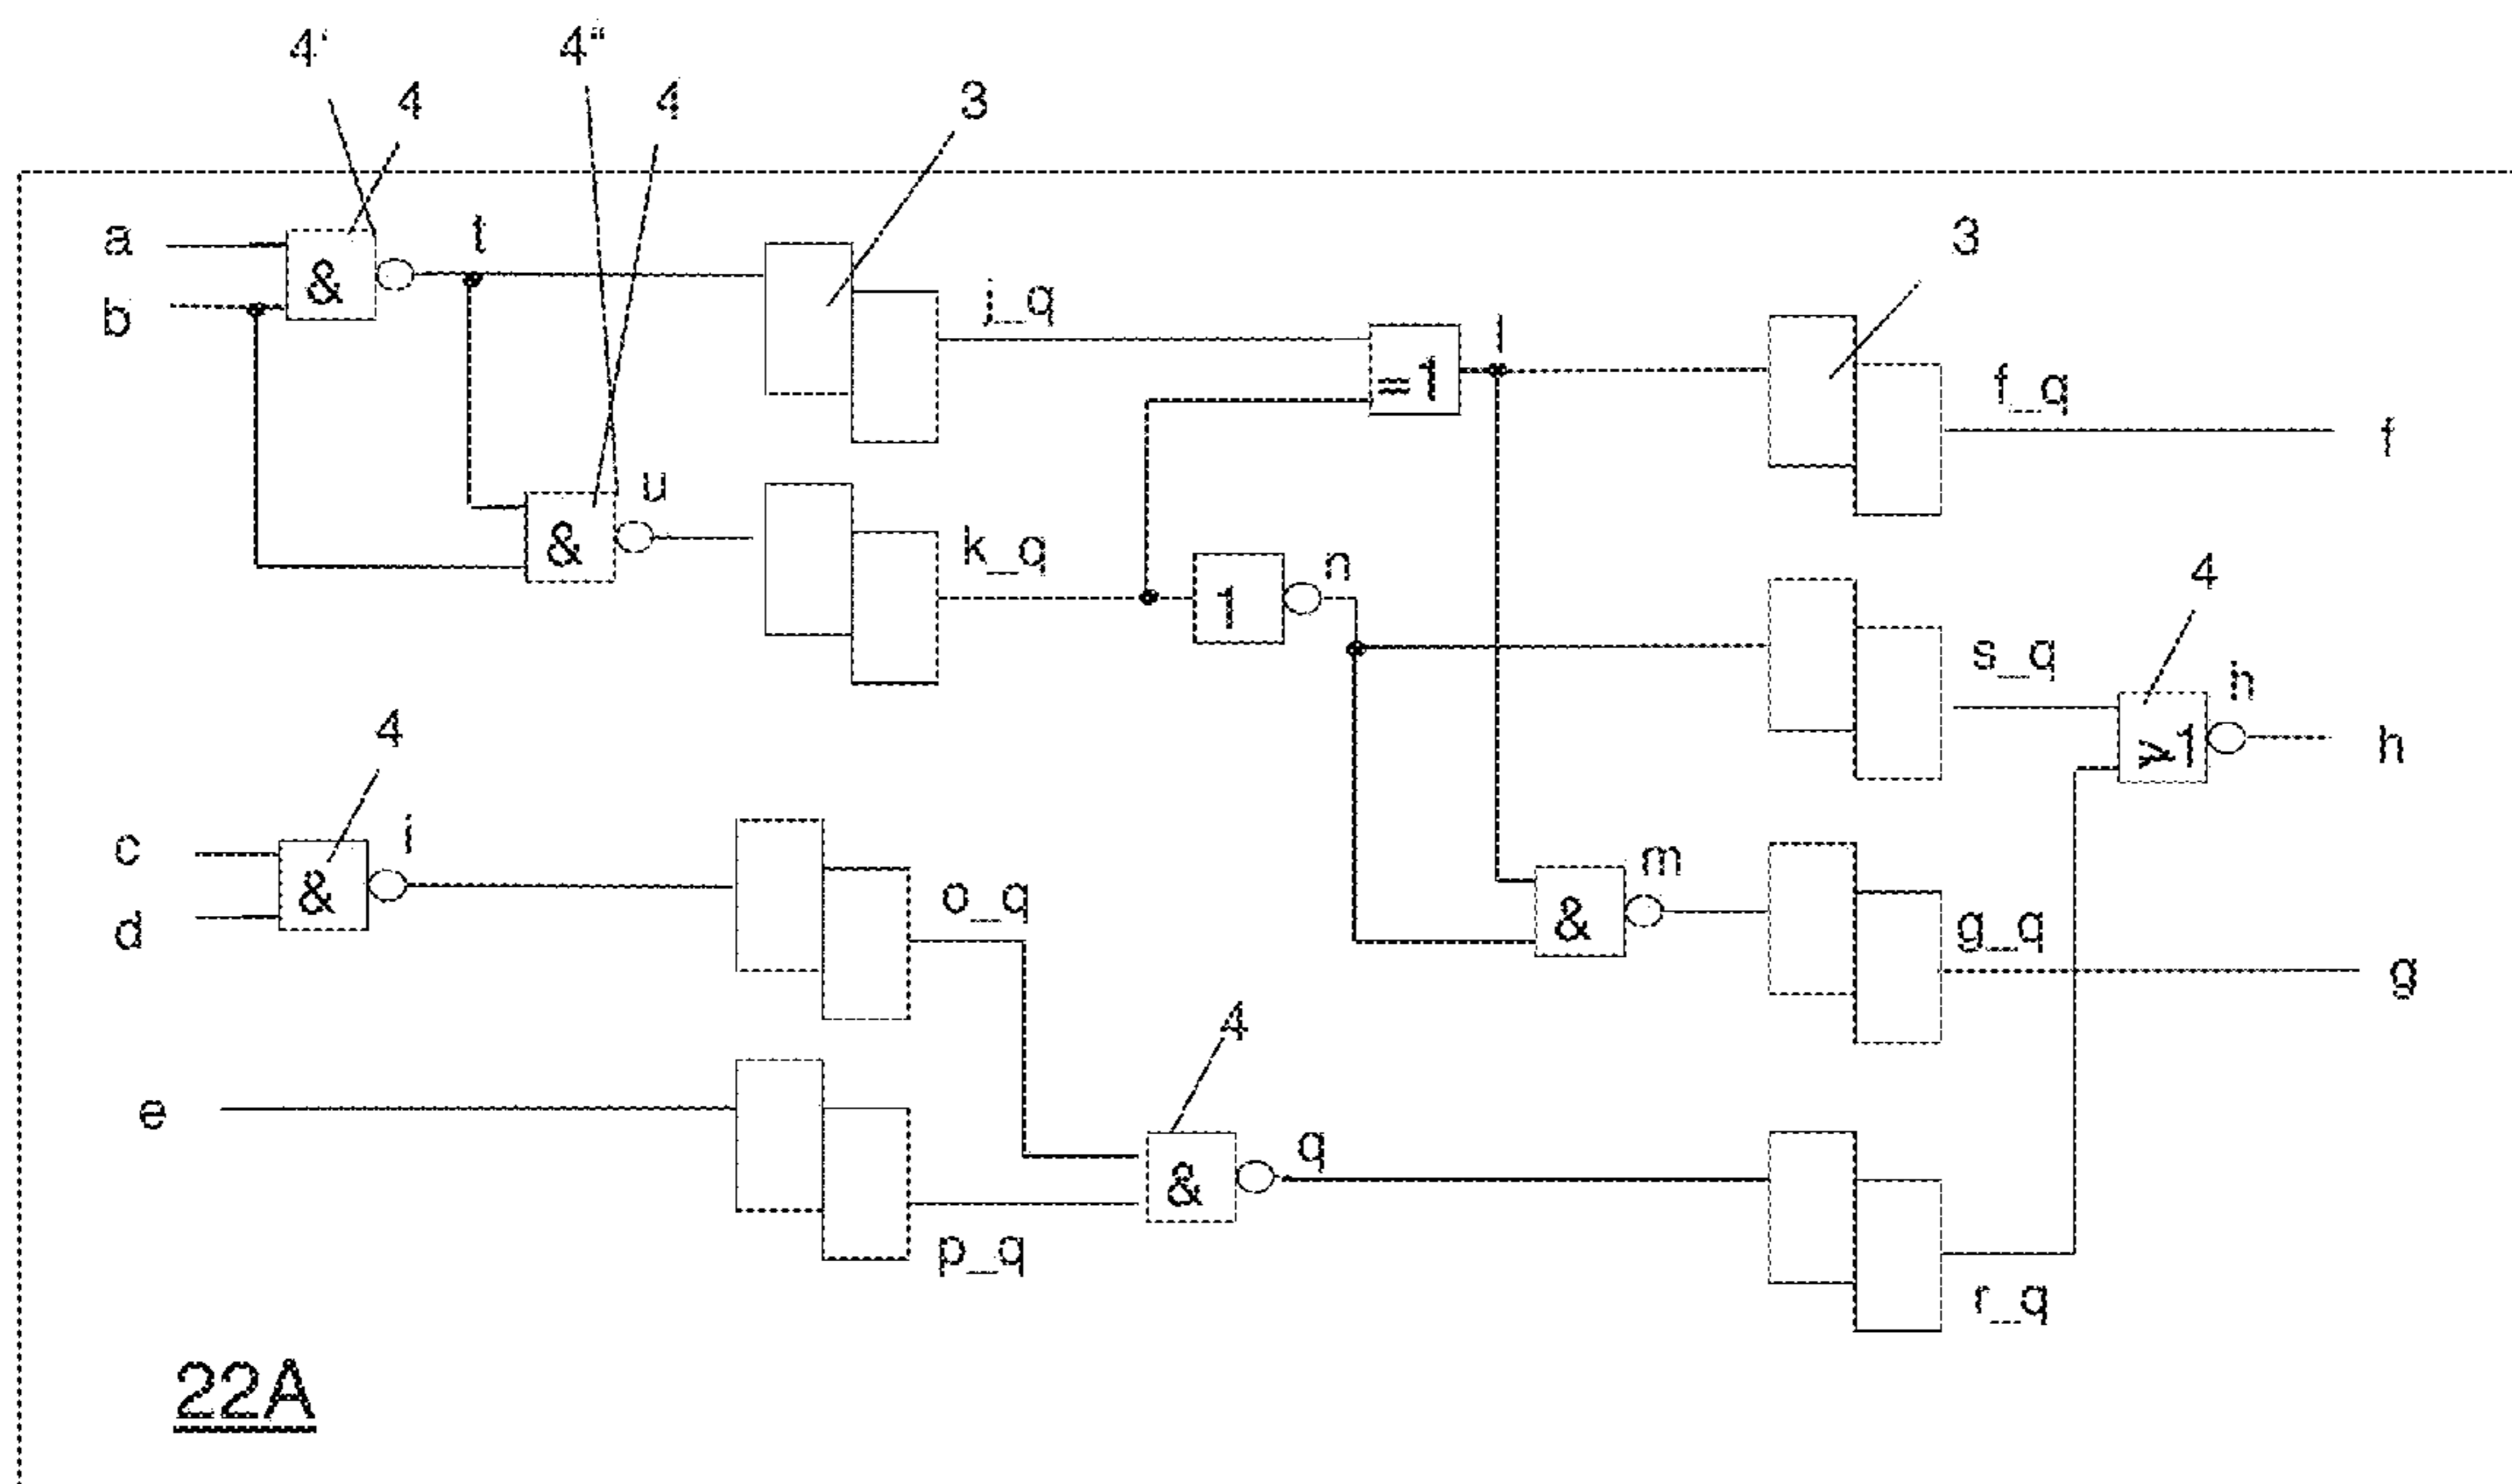 4' 4"
4 4 3
a t 3
& j_q
b l
=1 f_q
f
u
& k_q n 4
1
s_q h
4 >1 h
c i m
& o_q &
d g_q
g
4
e q
&
p_q
r_q
22A